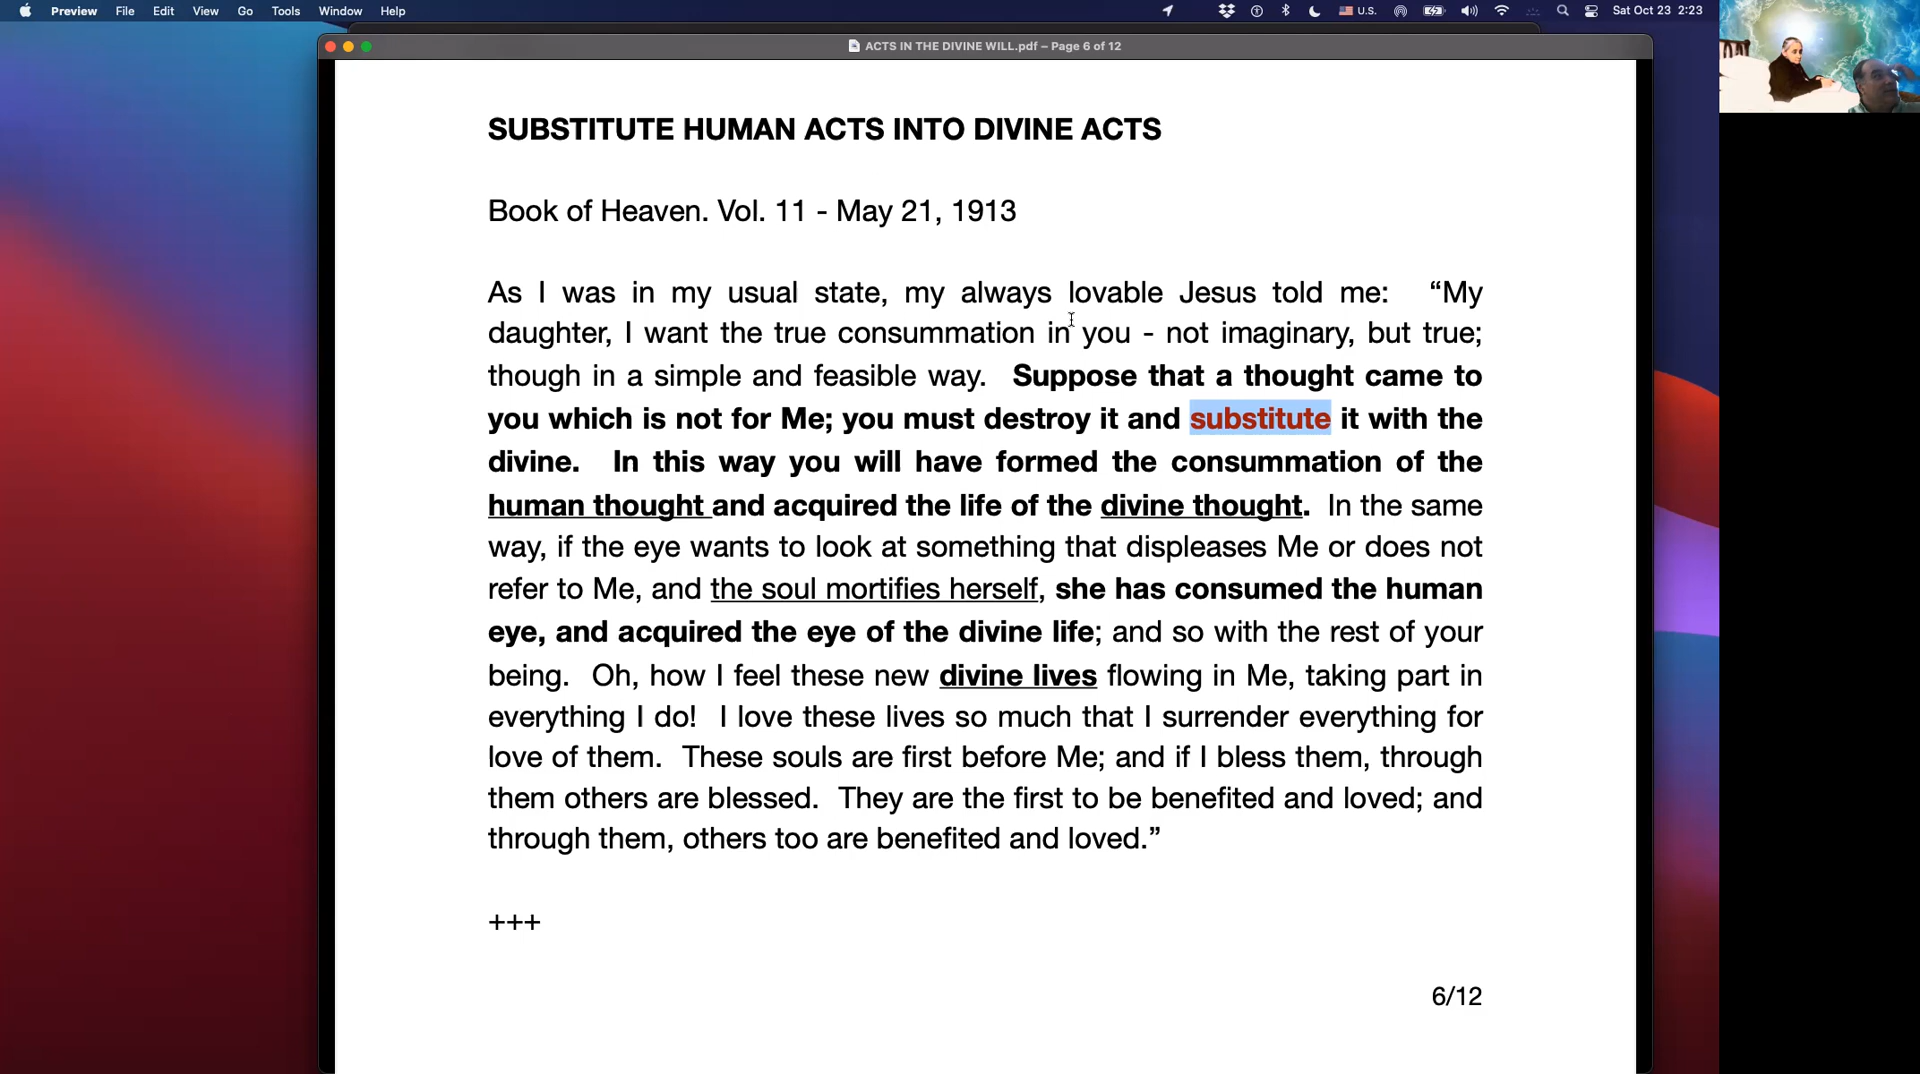 Preview File Edit View Go Tools Window Help U.S. Sat Oct 23 2:23
ACTS IN THE DIVINE WILL.pdf – Page 6 of 12
SUBSTITUTE HUMAN ACTS INTO DIVINE ACTS
Book of Heaven. Vol. 11 - May 21, 1913
As I was in my usual state, my always lovable Jesus told me: “My
daughter, I want the true consummation in you - not imaginary, but true;
though in a simple and feasible way. Suppose that a thought came to
you which is not for Me; you must destroy it and substitute it with the
divine. In this way you will have formed the consummation of the
human thought and acquired the life of the divine thought. In the same
way, if the eye wants to look at something that displeases Me or does not
refer to Me, and the soul mortifies herself, she has consumed the human
eye, and acquired the eye of the divine life; and so with the rest of your
being. Oh, how I feel these new divine lives flowing in Me, taking part in
everything I do! I love these lives so much that I surrender everything for
love of them. These souls are first before Me; and if I bless them, through
them others are blessed. They are the first to be benefited and loved; and
through them, others too are benefited and loved.”
+++
6/12